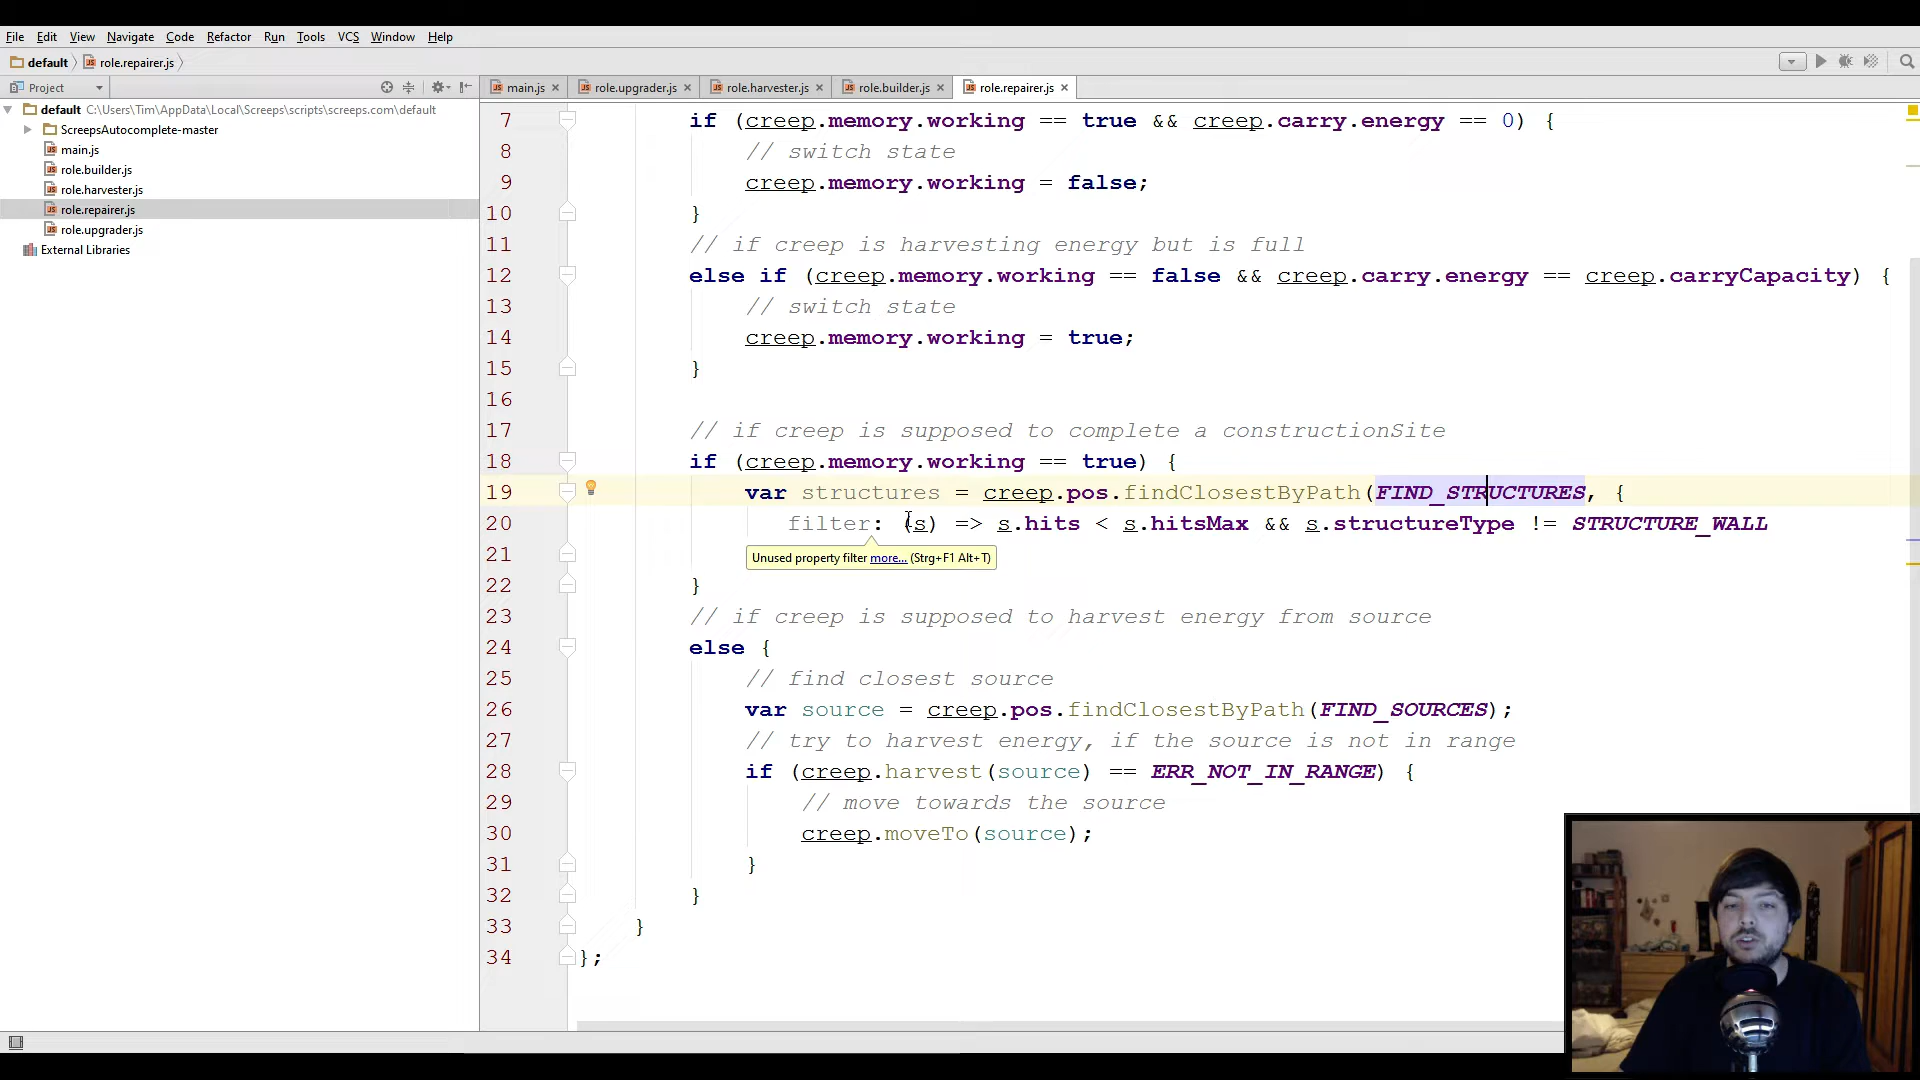 File Edit View Navigate Code Refactor Run Tools VCS Window Help
default role.repairer.js
Project
main.js role.upgrader.js role.harvester.js role.builder.js role.repairer.js
default C:\Users\Tim\AppData\Local\Screeps\scripts\screeps.com\default
ScreepsAutocomplete-master
main.js
role.builder.js
role.harvester.js
role.repairer.js
role.upgrader.js
External Libraries
7 if (creep.memory.working == true && creep.carry.energy == 0) {
8 // switch state
9 creep.memory.working = false;
10 }
11 // if creep is harvesting energy but is full
12 else if (creep.memory.working == false && creep.carry.energy == creep.carryCapacity) {
13 // switch state
14 creep.memory.working = true;
15 }
16
17 // if creep is supposed to complete a constructionSite
18 if (creep.memory.working == true) {
19 var structures = creep.pos.findClosestByPath(FIND_STRUCTURES, {
20 filter: (s) => s.hits < s.hitsMax && s.structureType != STRUCTURE_WALL
21
Unused property filter more... (Strg+F1 Alt+T)
22 }
23 // if creep is supposed to harvest energy from source
24 else {
25 // find closest source
26 var source = creep.pos.findClosestByPath(FIND_SOURCES);
27 // try to harvest energy, if the source is not in range
28 if (creep.harvest(source) == ERR_NOT_IN_RANGE) {
29 // move towards the source
30 creep.moveTo(source);
31 }
32 }
33 }
34 };